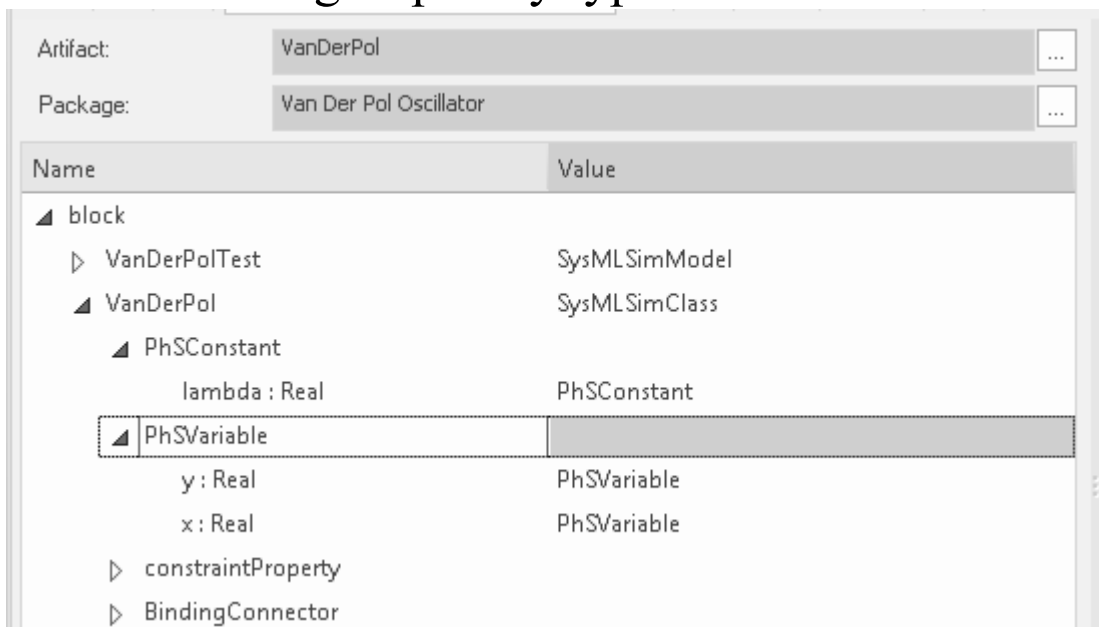 Artifact: VanDerPol ...
Package: Van Der Pol Oscillator ...
Name Value
block
VanDerPolTest SysMLSimModel
VanDerPol SysMLSimClass
PhSConstant
lambda : Real PhSConstant
PhSVariable
y : Real PhSVariable
x : Real PhSVariable
constraintProperty
BindingConnector